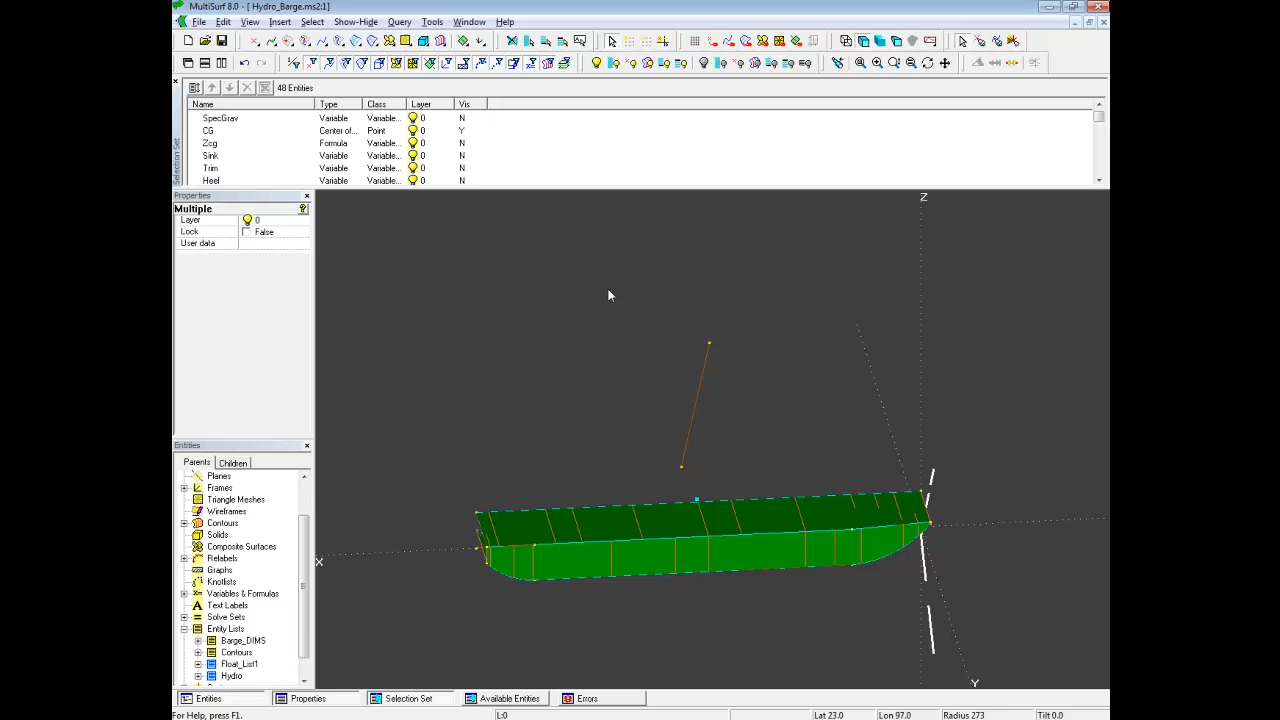 MultiSurf 8.0 - [ Hydro_Barge.ms2:1]
File Edit View Insert Select Show-Hide Query Tools Window Help
48 Entities
Name Type Class Layer Vis
SpecGrav Variable Variable... 0 N
CG Center of... Point 0 Y
Zcg Formula Variable... 0 N
Sink Variable Variable... 0 N
Trim Variable Variable... 0 N
Heel Variable Variable... 0 N
Selection Set
Properties
Multiple
Layer 0
Lock False
User data
Entities
Parents Children
Planes
Frames
Triangle Meshes
Wireframes
Contours
Solids
Composite Surfaces
Relabels
Graphs
Knotlists
Variables & Formulas
Text Labels
Solve Sets
Entity Lists
Barge_DIMS
Contours
Float_List1
Hydro
Z
X
Y
Entities Properties Selection Set Available Entities Errors
For Help, press F1. L:0 Lat 23.0 Lon 97.0 Radius 273 Tilt 0.0